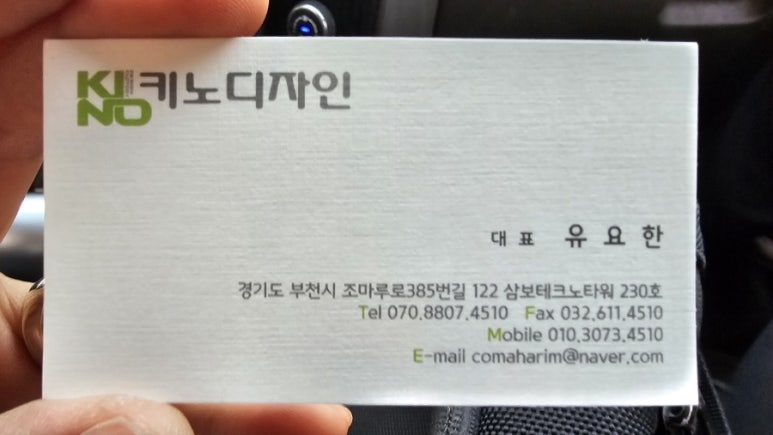 KINO 키노디자인
대표 유요한
경기도 부천시 조마루로385번길 122 삼보테크노타워 230호
Tel 070.8807.4510 Fax 032.611.4510
Mobile 010.3073.4510
E-mail comaharim@naver.com